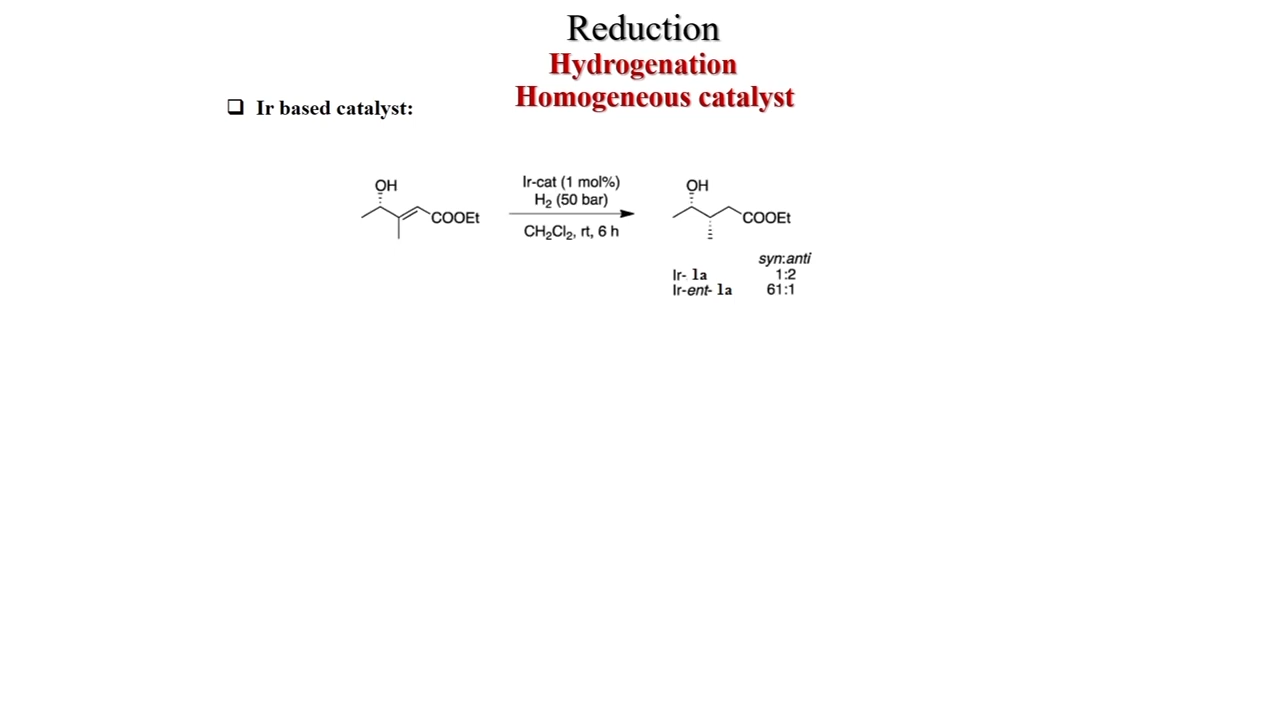 Reduction
Hydrogenation
Homogeneous catalyst
❑ Ir based catalyst:
OH
COOEt
Ir-cat (1 mol%)
H₂ (50 bar)
CH₂Cl₂, rt, 6 h
OH
COOEt
syn:anti
Ir- 1a 1:2
Ir-ent- 1a 61:1